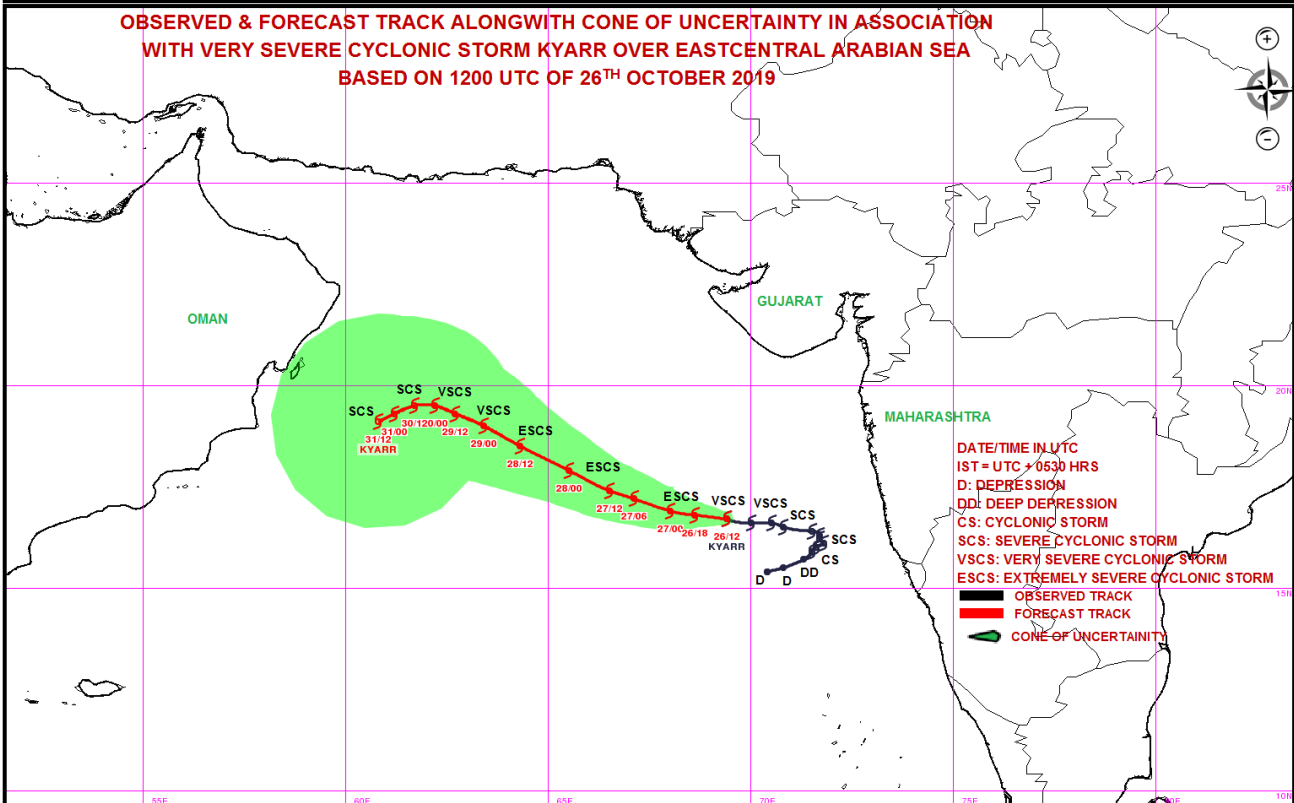 OBSERVED & FORECAST TRACK ALONGWITH CONE OF UNCERTAINTY IN ASSOCIATION
WITH VERY SEVERE CYCLONIC STORM KYARR OVER EASTCENTRAL ARABIAN SEA
BASED ON 1200 UTC OF 26TH OCTOBER 2019
25N
OMAN
GUJARAT
20N
MAHARASHTRA
SCS
VSCS
SCS
VSCS
30/12
0/00
31/00
29/12
31/12
KYARR
29/00
ESCS
28/12
ESCS
28/00
ESCS
VSCS
VSCS
SCS
27/12
27/06
27/00
26/18
26/12
KYARR
SCS
CS
DD
D
D
DATE/TIME IN UTC
IST = UTC + 0530 HRS
D: DEPRESSION
DD: DEEP DEPRESSION
CS: CYCLONIC STORM
SCS: SEVERE CYCLONIC STORM
VSCS: VERY SEVERE CYCLONIC STORM
ESCS: EXTREMELY SEVERE CYCLONIC STORM
OBSERVED TRACK
FORECAST TRACK
CONE OF UNCERTAINITY
15N
10N
55E
60E
65E
70E
75E